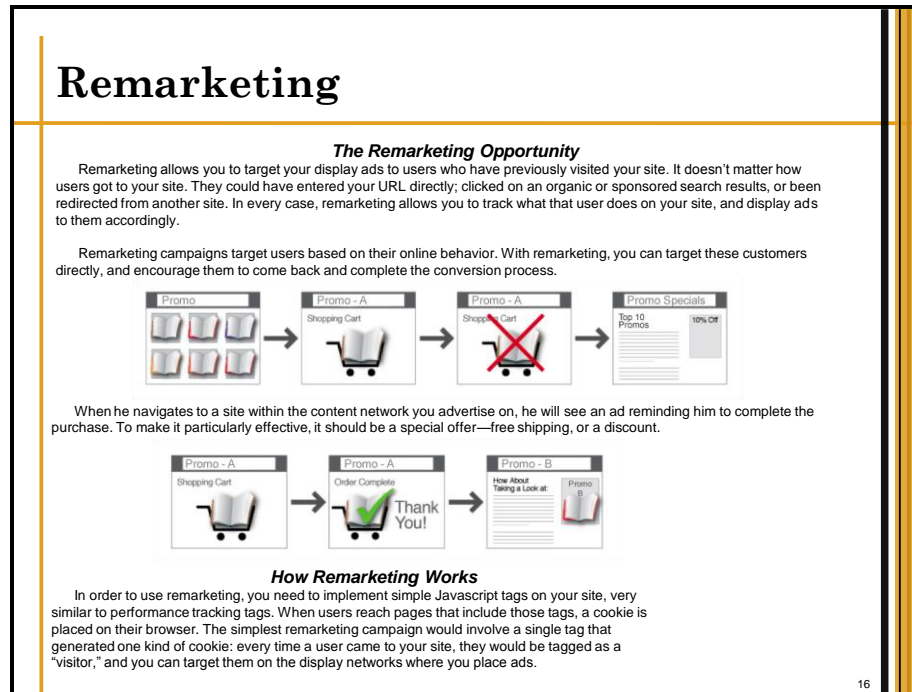 Remarketing
The Remarketing Opportunity
Remarketing allows you to target your display ads to users who have previously visited your site. It doesn’t matter how
users got to your site. They could have entered your URL directly; clicked on an organic or sponsored search results, or been
redirected from another site. In every case, remarketing allows you to track what that user does on your site, and display ads
to them accordingly.
Remarketing campaigns target users based on their online behavior. With remarketing, you can target these customers
directly, and encourage them to come back and complete the conversion process.
Promo
Promo - A
Shopping Cart
Promo - A
Shopping Cart
Promo Specials
Top 10
Promos
10% Off
When he navigates to a site within the content network you advertise on, he will see an ad reminding him to complete the
purchase. To make it particularly effective, it should be a special offer—free shipping, or a discount.
Promo - A
Shopping Cart
Promo - A
Order Complete
Thank
You!
Promo - B
How About
Taking a Look at:
Promo
B
How Remarketing Works
In order to use remarketing, you need to implement simple Javascript tags on your site, very
similar to performance tracking tags. When users reach pages that include those tags, a cookie is
placed on their browser. The simplest remarketing campaign would involve a single tag that
generated one kind of cookie: every time a user came to your site, they would be tagged as a
“visitor,” and you can target them on the display networks where you place ads.
16